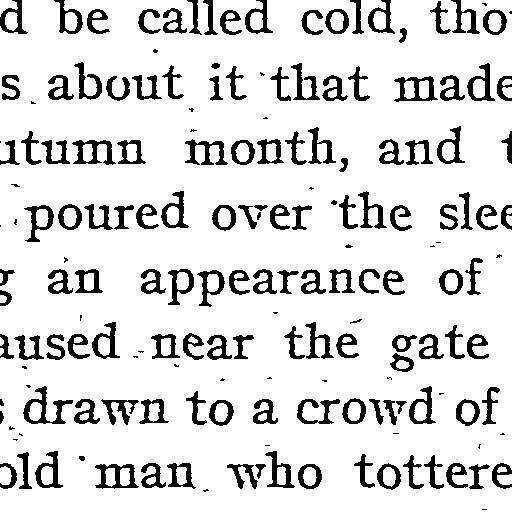 d be called cold, tho
s about it that made
utumn month, and t
poured over the slee
g an appearance of
aused near the gate
s drawn to a crowd of
old man who tottere